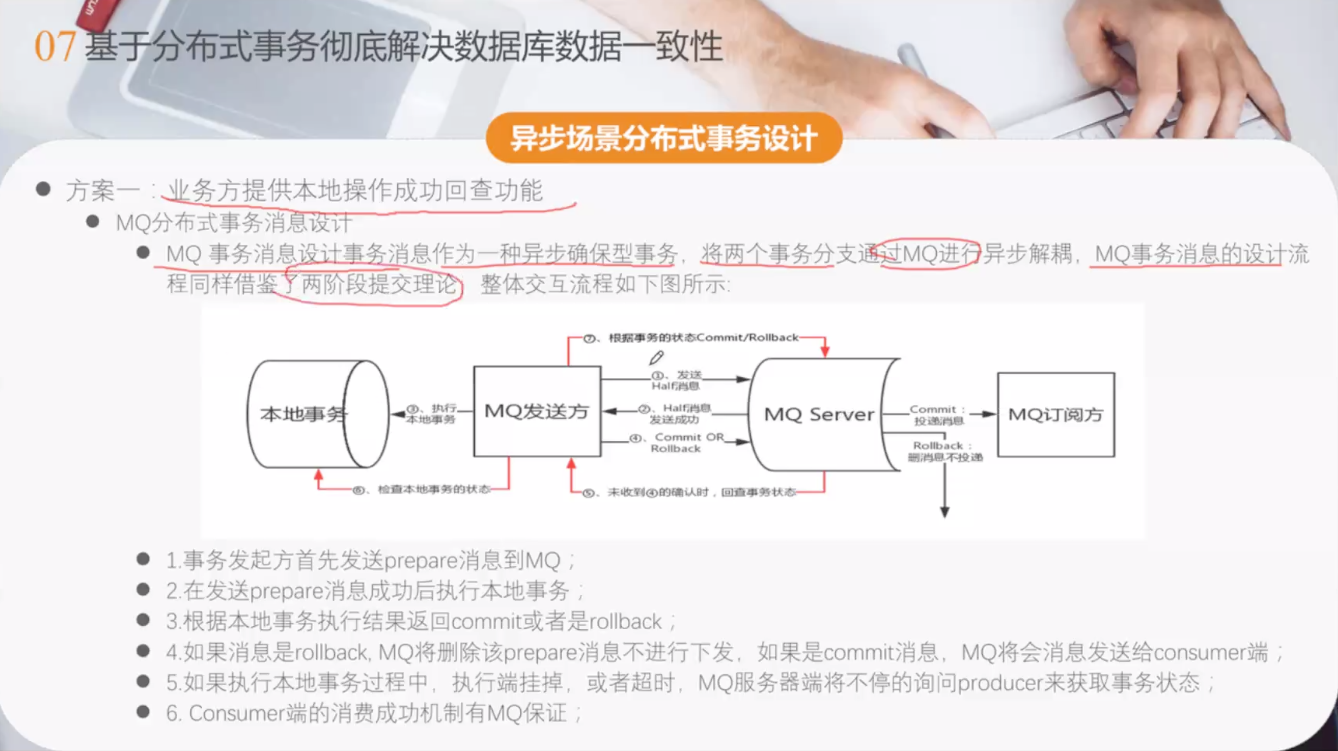 07 基于分布式事务彻底解决数据库数据一致性
异步场景分布式事务设计
方案一：业务方提供本地操作成功回查功能
MQ分布式事务消息设计
MQ 事务消息设计事务消息作为一种异步确保型事务，将两个事务分支通过MQ进行异步解耦，MQ事务消息的设计流
程同样借鉴了两阶段提交理论，整体交互流程如下图所示:
⑦、根据事务的状态Commit/Rollback
①、发送
Half消息
本地事务
③、执行
本地事务
MQ发送方
②、Half消息
发送成功
MQ Server
Commit：
投递消息
MQ订阅方
④、Commit OR
Rollback
Rollback：
删消息不投递
⑥、检查本地事务的状态
⑤、未收到④的确认时，回查事务状态
1.事务发起方首先发送prepare消息到MQ；
2.在发送prepare消息成功后执行本地事务；
3.根据本地事务执行结果返回commit或者是rollback；
4.如果消息是rollback, MQ将删除该prepare消息不进行下发，如果是commit消息，MQ将会消息发送给consumer端；
5.如果执行本地事务过程中，执行端挂掉，或者超时，MQ服务器端将不停的询问producer来获取事务状态；
6. Consumer端的消费成功机制有MQ保证；